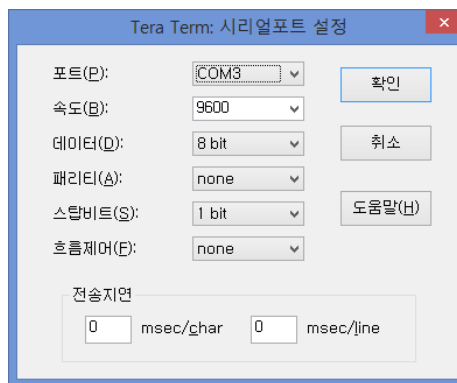 Tera Term: 시리얼포트 설정
포트(P): COM3
확인
속도(B): 9600
데이터(D): 8 bit
취소
패리티(A): none
스탑비트(S): 1 bit
도움말(H)
흐름제어(F): none
전송지연
0 msec/char 0 msec/line